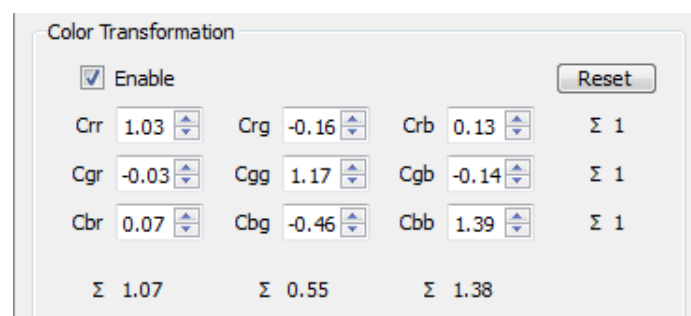 Color Transformation
Enable Reset
Crr 1.03 Crg -0.16 Crb 0.13 Σ 1
Cgr -0.03 Cgg 1.17 Cgb -0.14 Σ 1
Cbr 0.07 Cbg -0.46 Cbb 1.39 Σ 1
Σ 1.07 Σ 0.55 Σ 1.38